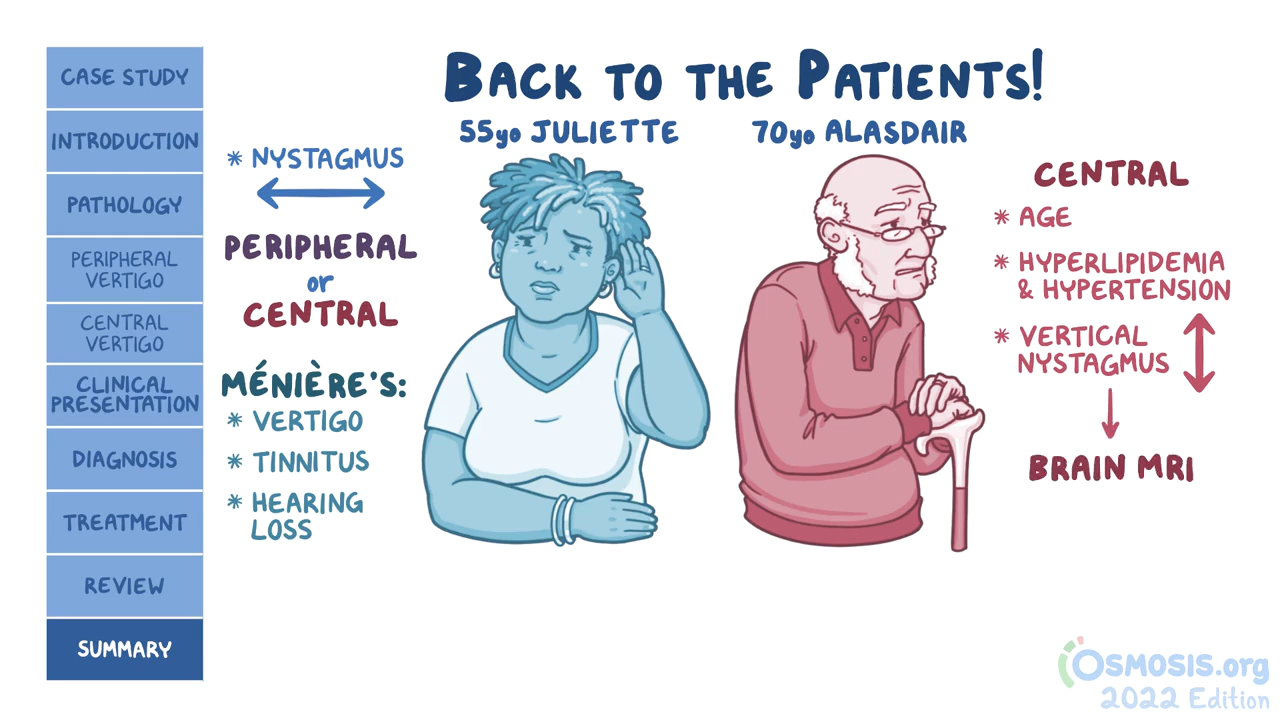 CASE STUDY
INTRODUCTION
PATHOLOGY
PERIPHERAL
VERTIGO
CENTRAL
VERTIGO
CLINICAL
PRESENTATION
DIAGNOSIS
TREATMENT
REVIEW
SUMMARY
BACK TO THE PATIENTS!
55yo JULIETTE
70yo ALASDAIR
* NYSTAGMUS
PERIPHERAL
or
CENTRAL
MÉNIÈRE'S:
* VERTIGO
* TINNITUS
* HEARING
LOSS
CENTRAL
* AGE
* HYPERLIPIDEMIA
& HYPERTENSION
* VERTICAL
NYSTAGMUS
BRAIN MRI
OSMOSIS.org
2022 Edition